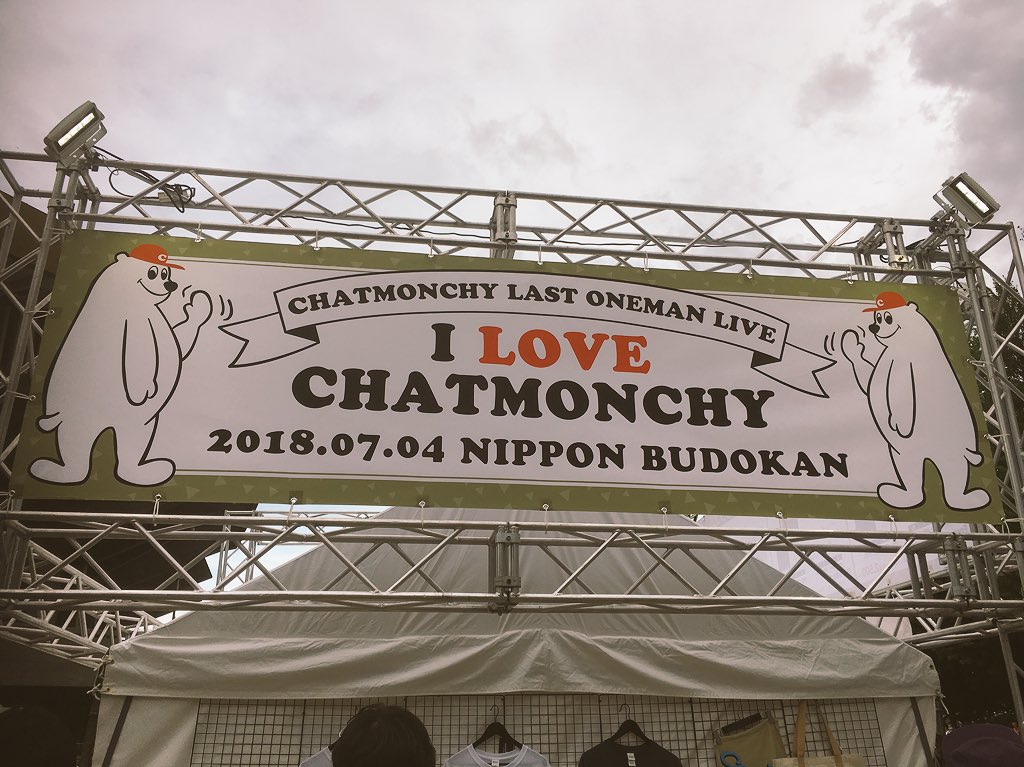 CHATMONCHY LAST ONEMAN LIVE
I LOVE
CHATMONCHY
2018.07.04 NIPPON BUDOKAN
C
C